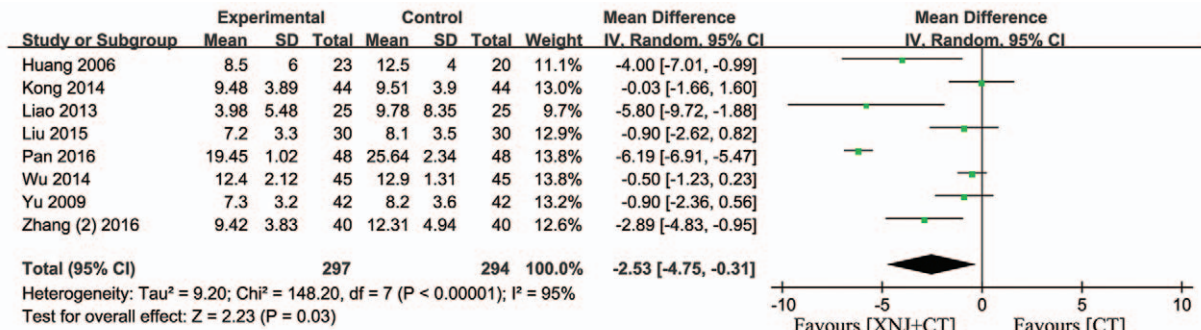 Experimental Control Mean Difference Mean Difference
Study or Subgroup Mean SD Total Mean SD Total Weight IV, Random, 95% CI IV, Random, 95% CI
Huang 2006 8.5 6 23 12.5 4 20 11.1% -4.00 [-7.01, -0.99]
Kong 2014 9.48 3.89 44 9.51 3.9 44 13.0% -0.03 [-1.66, 1.60]
Liao 2013 3.98 5.48 25 9.78 8.35 25 9.7% -5.80 [-9.72, -1.88]
Liu 2015 7.2 3.3 30 8.1 3.5 30 12.9% -0.90 [-2.62, 0.82]
Pan 2016 19.45 1.02 48 25.64 2.34 48 13.8% -6.19 [-6.91, -5.47]
Wu 2014 12.4 2.12 45 12.9 1.31 45 13.8% -0.50 [-1.23, 0.23]
Yu 2009 7.3 3.2 42 8.2 3.6 42 13.2% -0.90 [-2.36, 0.56]
Zhang (2) 2016 9.42 3.83 40 12.31 4.94 40 12.6% -2.89 [-4.83, -0.95]
Total (95% CI) 297 294 100.0% -2.53 [-4.75, -0.31]
Heterogeneity: Tau² = 9.20; Chi² = 148.20, df = 7 (P < 0.00001); I² = 95%
Test for overall effect: Z = 2.23 (P = 0.03)
-10 -5 0 5 10
Favours [XNJ+CT] Favours [CT]